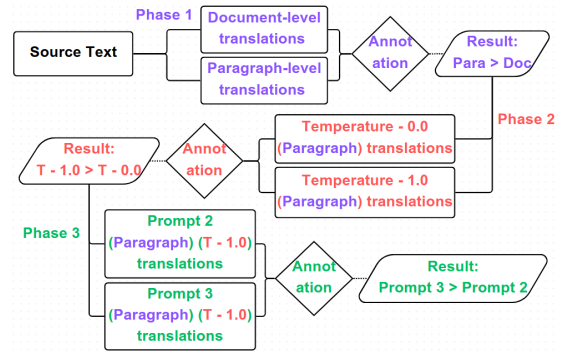 Phase 1
Source Text
Document-level
translations
Paragraph-level
translations
Annot
ation
Result:
Para > Doc
Phase 2
Temperature - 0.0
(Paragraph) translations
Temperature - 1.0
(Paragraph) translations
Annot
ation
Result:
T - 1.0 > T - 0.0
Phase 3
Prompt 2
(Paragraph) (T - 1.0)
translations
Prompt 3
(Paragraph) (T - 1.0)
translations
Annot
ation
Result:
Prompt 3 > Prompt 2